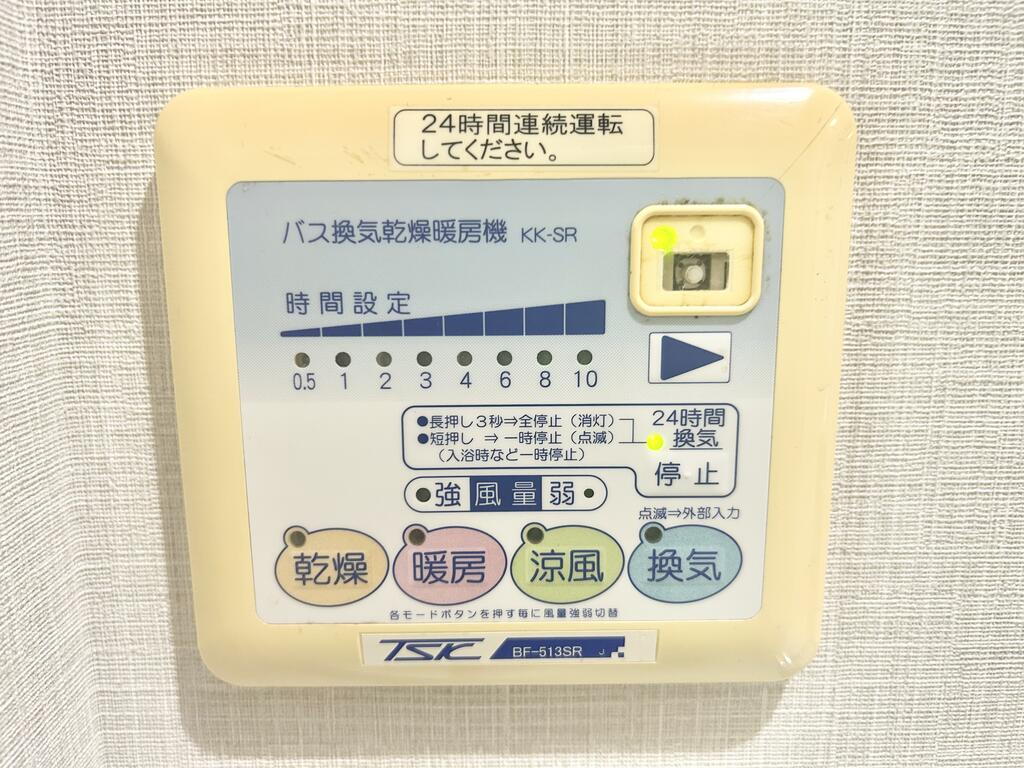 24時間連続運転
してください。
バス換気乾燥暖房機 KK-SR
時間設定
0.5 1 2 3 4 6 8 10
●長押し3秒⇒全停止（消灯）
●短押し ⇒ 一時停止（点滅）
（入浴時など一時停止）
24時間
換気
停止
強 風量 弱
点滅⇒外部入力
乾燥 暖房 涼風 換気
各モードボタンを押す毎に風量強弱切替
TSK BF-513SR J